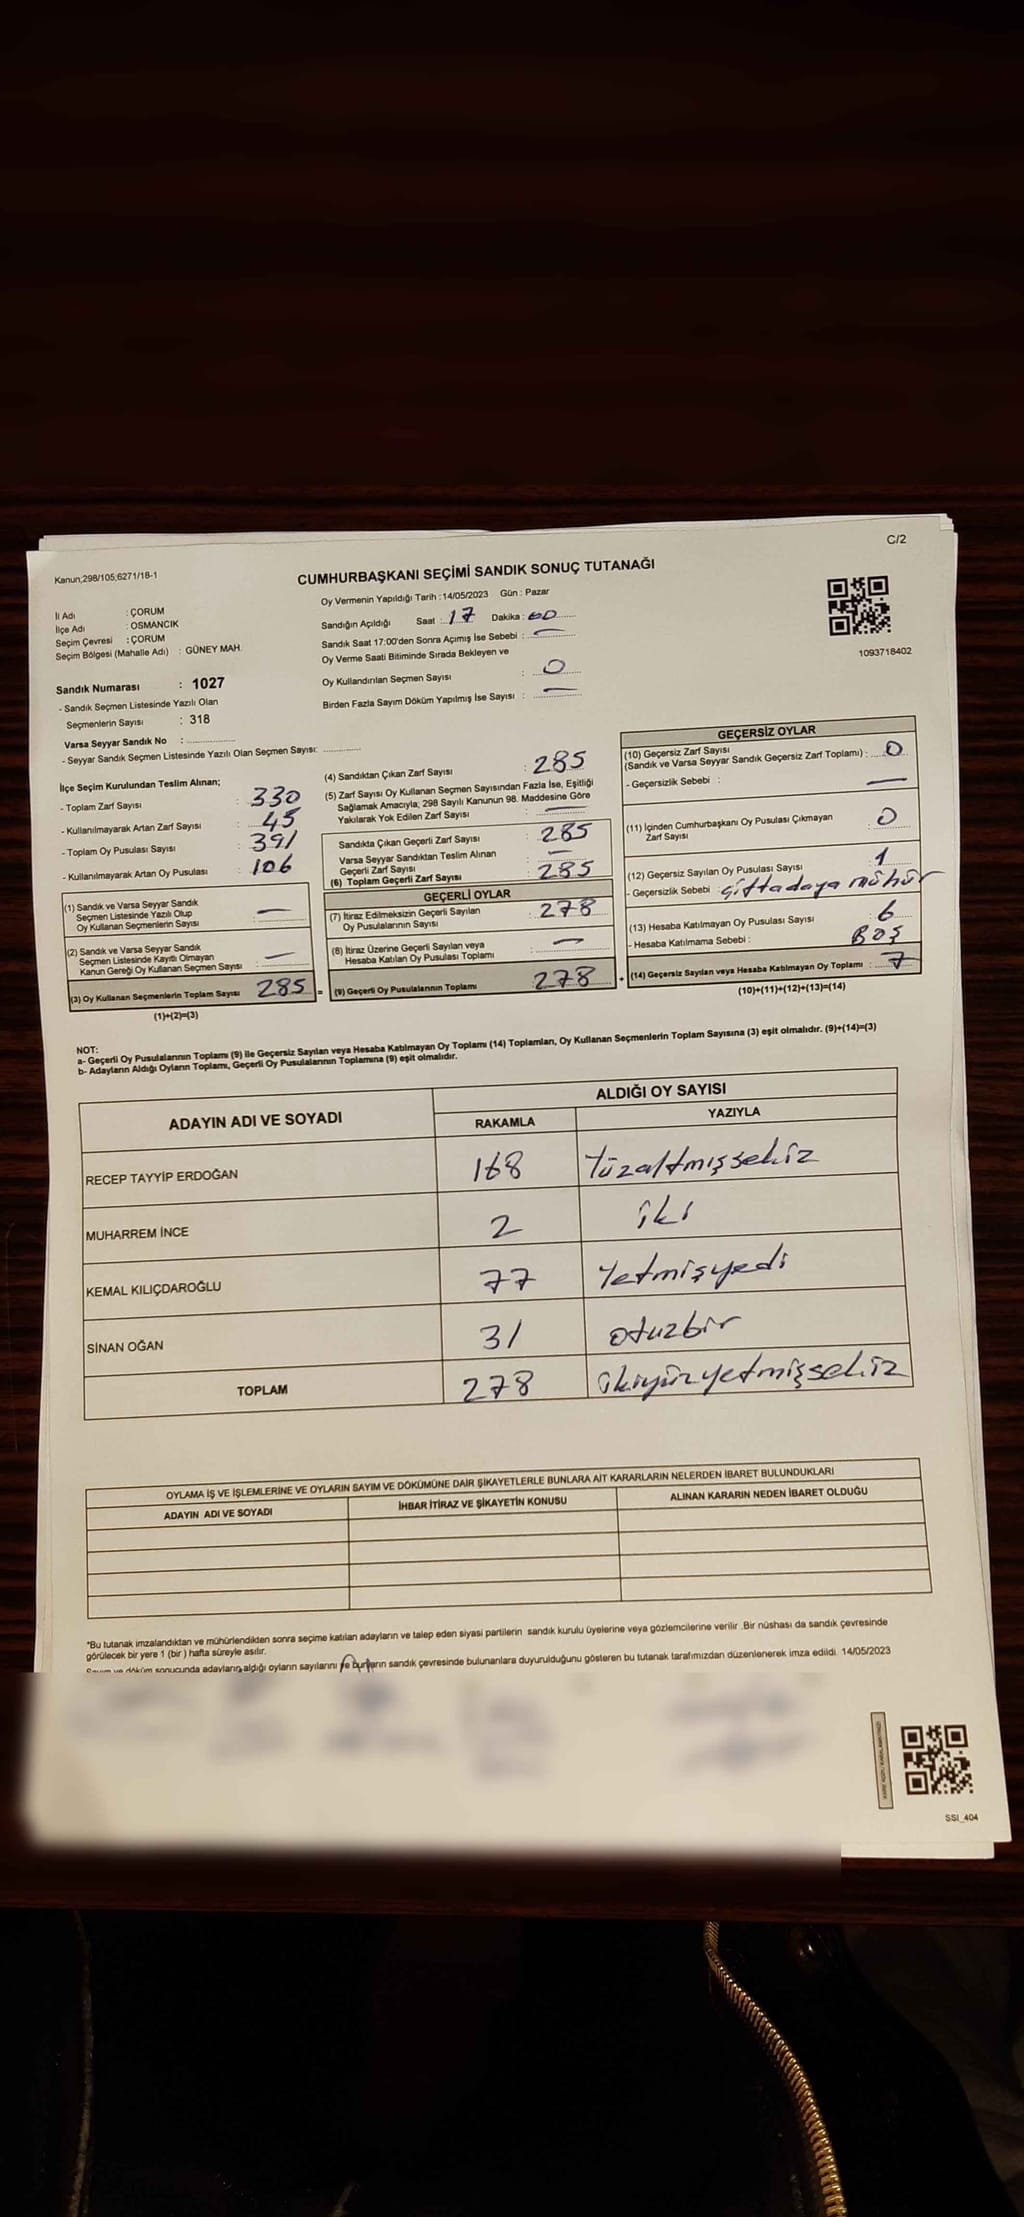 C/2
Kanun;298/105;6271/18-1
CUMHURBAŞKANI SEÇİMİ SANDIK SONUÇ TUTANAĞI
Oy Vermenin Yapıldığı Tarih :14/05/2023 Gün : Pazar
İl Adı : ÇORUM
İlçe Adı : OSMANCIK
Seçim Çevresi : ÇORUM
Seçim Bölgesi (Mahalle Adı) : GÜNEY MAH.
Sandığın Açıldığı Saat : 17 Dakika : 00
Sandık Saat 17:00'den Sonra Açımış İse Sebebi : —
Oy Verme Saati Bitiminde Sırada Bekleyen ve
Oy Kullandırılan Seçmen Sayısı : 0
Birden Fazla Sayım Döküm Yapılmış İse Sayısı : —
1093718402
Sandık Numarası : 1027
- Sandık Seçmen Listesinde Yazılı Olan
Seçmenlerin Sayısı : 318
Varsa Seyyar Sandık No :
- Seyyar Sandık Seçmen Listesinde Yazılı Olan Seçmen Sayısı:
İlçe Seçim Kurulundan Teslim Alınan;
- Toplam Zarf Sayısı : 330
- Kullanılmayarak Artan Zarf Sayısı : 45
- Toplam Oy Pusulası Sayısı : 391
- Kullanılmayarak Artan Oy Pusulası : 106
(1) Sandık ve Varsa Seyyar Sandık
Seçmen Listesinde Yazılı Olup
Oy Kullanan Seçmenlerin Sayısı : —
(2) Sandık ve Varsa Seyyar Sandık
Seçmen Listesinde Kayıtlı Olmayan
Kanun Gereği Oy Kullanan Seçmen Sayısı : —
(3) Oy Kullanan Seçmenlerin Toplam Sayısı 285 =
(1)+(2)=(3)
(4) Sandıktan Çıkan Zarf Sayısı : 285
(5) Zarf Sayısı Oy Kullanan Seçmen Sayısından Fazla İse, Eşitliği
Sağlamak Amacıyla; 298 Sayılı Kanunun 98. Maddesine Göre
Yakılarak Yok Edilen Zarf Sayısı : —
Sandıkta Çıkan Geçerli Zarf Sayısı : 285
Varsa Seyyar Sandıktan Teslim Alınan
Geçerli Zarf Sayısı : —
(6) Toplam Geçerli Zarf Sayısı : 285
GEÇERLİ OYLAR
(7) İtiraz Edilmeksizin Geçerli Sayılan
Oy Pusulalarının Sayısı : 278
(8) İtiraz Üzerine Geçerli Sayılan veya
Hesaba Katılan Oy Pusulası Toplamı : —
(9) Geçerli Oy Pusulalarının Toplamı 278 +
GEÇERSİZ OYLAR
(10) Geçersiz Zarf Sayısı
(Sandık ve Varsa Seyyar Sandık Geçersiz Zarf Toplamı) : 0
- Geçersizlik Sebebi : —
(11) İçinden Cumhurbaşkanı Oy Pusulası Çıkmayan
Zarf Sayısı : 0
(12) Geçersiz Sayılan Oy Pusulası Sayısı : 1
- Geçersizlik Sebebi : çift adaya mühür
(13) Hesaba Katılmayan Oy Pusulası Sayısı : 6
- Hesaba Katılmama Sebebi : BOŞ
(14) Geçersiz Sayılan veya Hesaba Katılmayan Oy Toplamı : 7
(10)+(11)+(12)+(13)=(14)
NOT:
a- Geçerli Oy Pusulalarının Toplamı (9) ile Geçersiz Sayılan veya Hesaba Katılmayan Oy Toplamı (14) Toplamları, Oy Kullanan Seçmenlerin Toplam Sayısına (3) eşit olmalıdır. (9)+(14)=(3)
b- Adayların Aldığı Oyların Toplamı, Geçerli Oy Pusulalarının Toplamına (9) eşit olmalıdır.
ADAYIN ADI VE SOYADI ALDIĞI OY SAYISI
RAKAMLA YAZIYLA
RECEP TAYYİP ERDOĞAN 168 Yüzaltmışsekiz
MUHARREM İNCE 2 iki
KEMAL KILIÇDAROĞLU 77 Yetmişyedi
SİNAN OĞAN 31 otuzbir
TOPLAM 278 ikiyüzyetmişsekiz
OYLAMA İŞ VE İŞLEMLERİNE VE OYLARIN SAYIM VE DÖKÜMÜNE DAİR ŞİKAYETLERLE BUNLARA AİT KARARLARIN NELERDEN İBARET BULUNDUKLARI
ADAYIN ADI VE SOYADI İHBAR İTİRAZ VE ŞİKAYETİN KONUSU ALINAN KARARIN NEDEN İBARET OLDUĞU
*Bu tutanak imzalandıktan ve mühürlendikten sonra seçime katılan adayların ve talep eden siyasi partilerin sandık kurulu üyelerine veya gözlemcilerine verilir .Bir nüshası da sandık çevresinde
görülecek bir yere 1 (bir ) hafta süreyle asılır.
Sayım ve döküm sonucunda adayların aldığı oyların sayılarını ve bunların sandık çevresinde bulunanlara duyurulduğunu gösteren bu tutanak tarafımızdan düzenlenerek imza edildi. 14/05/2023
SSI_404